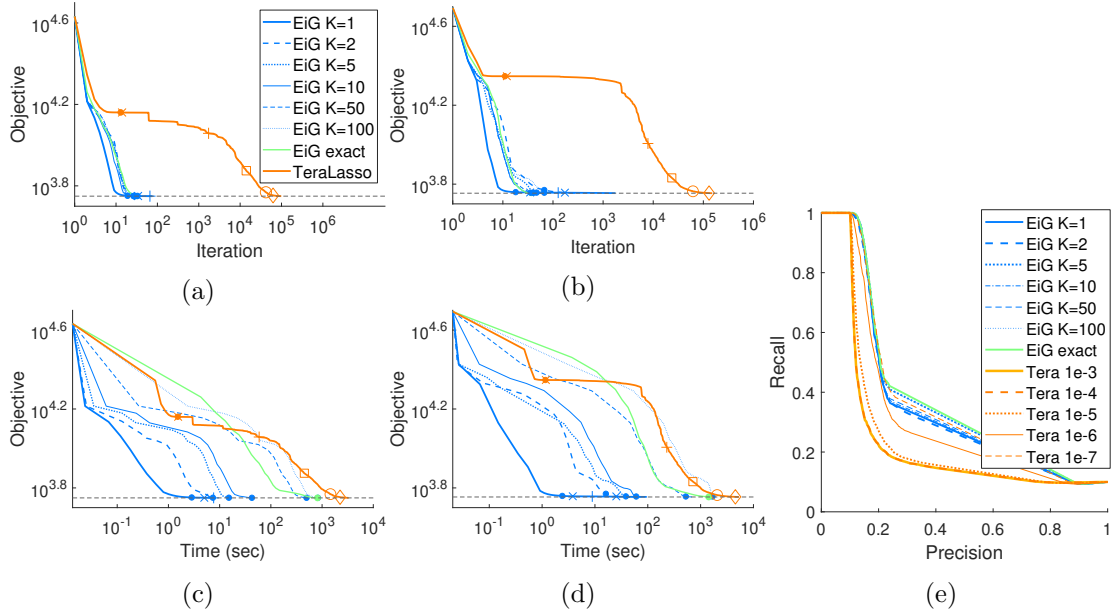 10^4.6
10^4.2
10^3.8
Objective
10^0
10^1
10^2
10^3
10^4
10^5
10^6
Iteration
EiG K=1
EiG K=2
EiG K=5
EiG K=10
EiG K=50
EiG K=100
EiG exact
TeraLasso
(a)
10^4.6
10^4.2
10^3.8
Objective
10^0
10^1
10^2
10^3
10^4
10^5
10^6
Iteration
(b)
10^4.6
10^4.2
10^3.8
Objective
10^-1
10^0
10^1
10^2
10^3
10^4
Time (sec)
(c)
10^4.6
10^4.2
10^3.8
Objective
10^-1
10^0
10^1
10^2
10^3
10^4
Time (sec)
(d)
1
0.8
0.6
0.4
0.2
0
Recall
0
0.2
0.4
0.6
0.8
1
Precision
EiG K=1
EiG K=2
EiG K=5
EiG K=10
EiG K=50
EiG K=100
EiG exact
Tera 1e-3
Tera 1e-4
Tera 1e-5
Tera 1e-6
Tera 1e-7
(e)